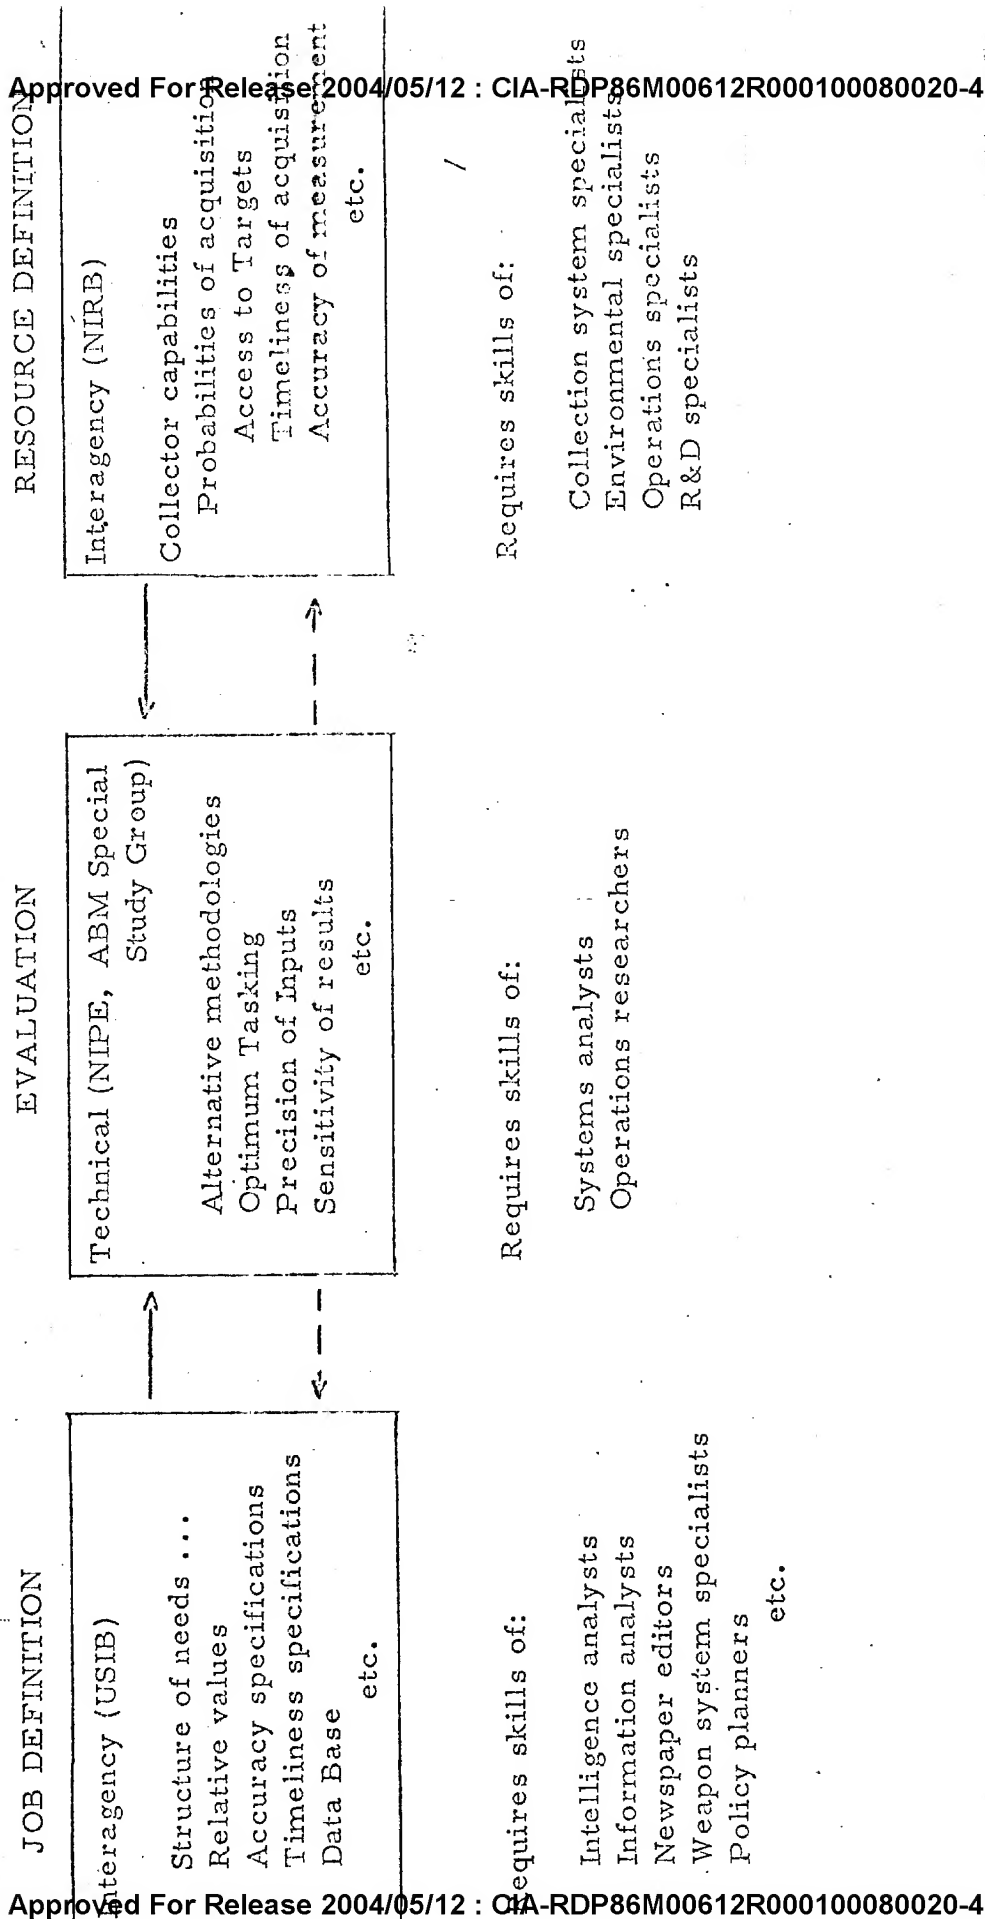 Approved For Release 2004/05/12 : CIA-RDP86M00612R000100080020-4
JOB DEFINITION
Interagency (USIB)
Structure of needs ...
Relative values
Accuracy specifications
Timeliness specifications
Data Base
etc.
Requires skills of:
Intelligence analysts
Information analysts
Newspaper editors
Weapon system specialists
Policy planners
etc.
EVALUATION
Technical (NIPE, ABM Special
Study Group)
Alternative methodologies
Optimum Tasking
Precision of Inputs
Sensitivity of results
etc.
Requires skills of:
Systems analysts
Operations researchers
RESOURCE DEFINITION
Interagency (NIRB)
Collector capabilities
Probabilities of acquisition
Access to Targets
Timeliness of acquisition
Accuracy of measurement
etc.
Requires skills of:
Collection system specialists
Environmental specialists
Operations specialists
R&D specialists
Approved For Release 2004/05/12 : CIA-RDP86M00612R000100080020-4